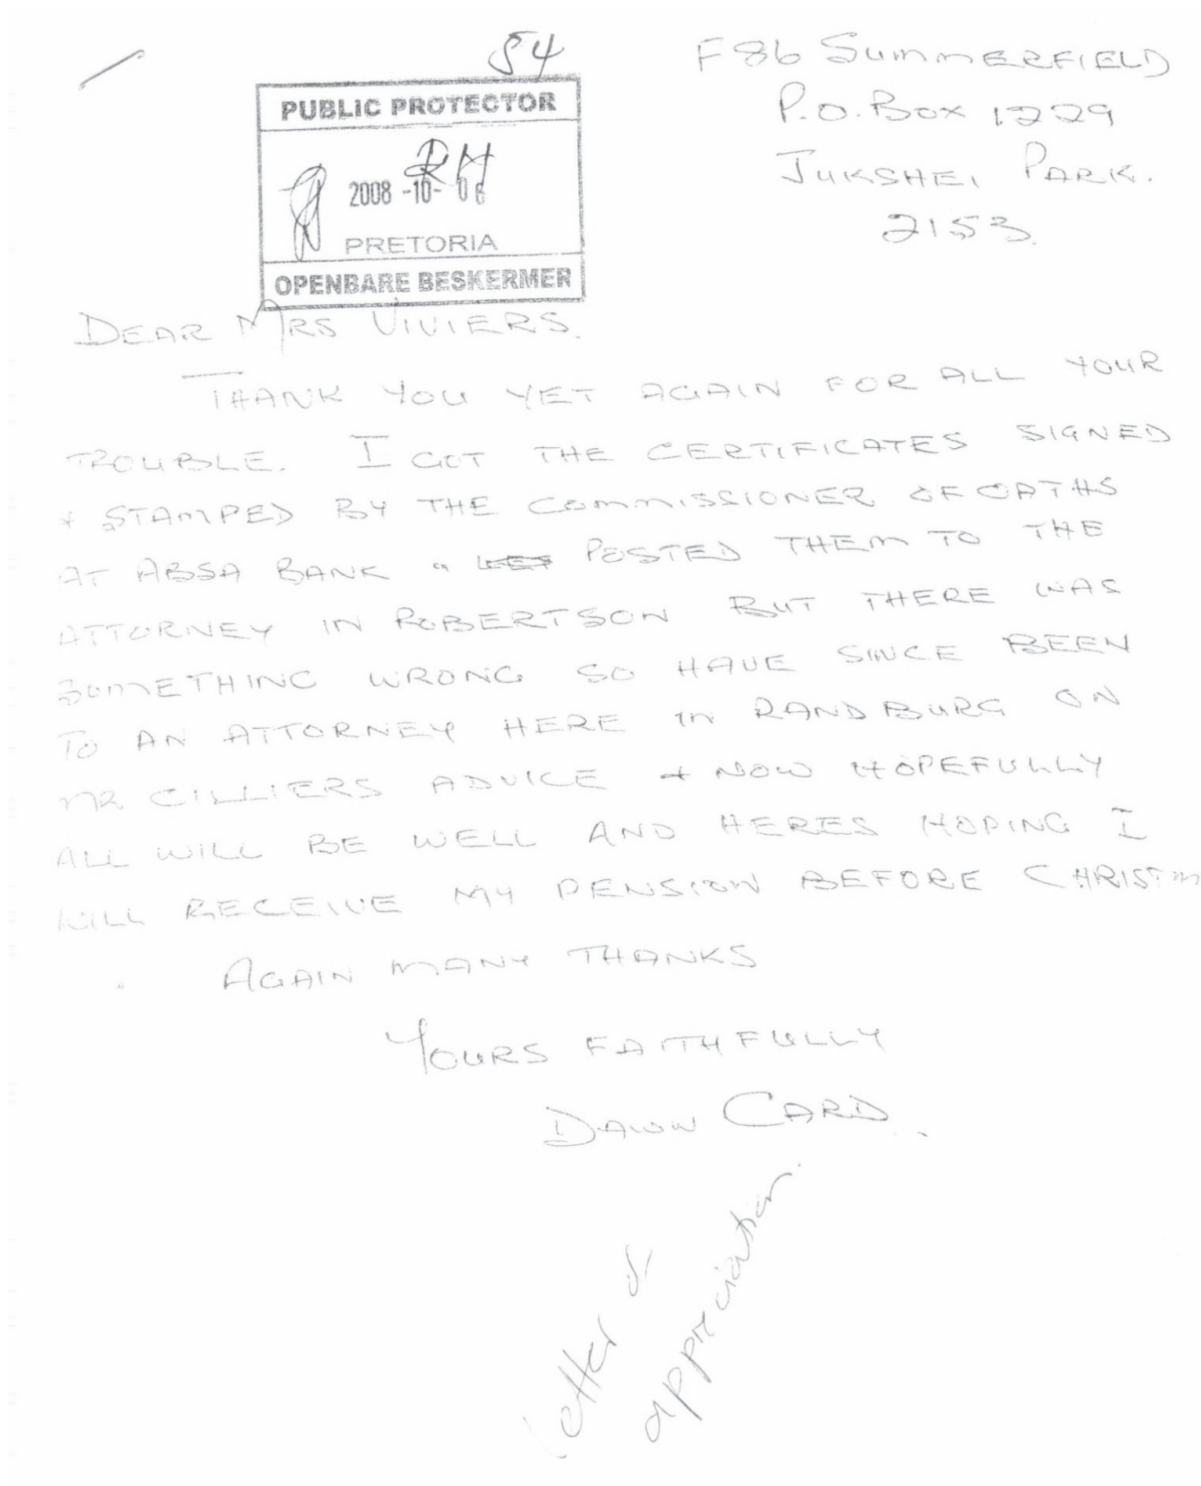 54
F86 SUMMERFIELD
P.O. BOX 1229
JUKSHEI PARK.
2153.
PUBLIC PROTECTOR
RH
2008 -10- 06
PRETORIA
OPENBARE BESKERMER
DEAR MRS VIVIERS.
THANK YOU YET AGAIN FOR ALL YOUR
TROUBLE. I GOT THE CERTIFICATES SIGNED
+ STAMPED BY THE COMMISSIONER OF OATHS
AT ABSA BANK POSTED THEM TO THE
ATTORNEY IN ROBERTSON BUT THERE WAS
SOMETHING WRONG SO HAVE SINCE BEEN
TO AN ATTORNEY HERE IN RANDBURG ON
MR CILLIERS ADVICE + NOW HOPEFULLY
ALL WILL BE WELL AND HERES HOPING I
WILL RECEIVE MY PENSION BEFORE CHRISTM
AGAIN MANY THANKS
YOURS FAITHFULLY
DAWN CARD.
Letter of
appreciation.